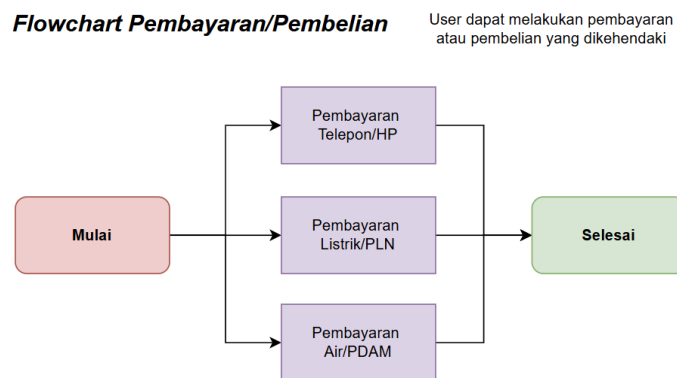 Flowchart Pembayaran/Pembelian
User dapat melakukan pembayaran
atau pembelian yang dikehendaki
Pembayaran
Telepon/HP
Mulai
Pembayaran
Listrik/PLN
Selesai
Pembayaran
Air/PDAM